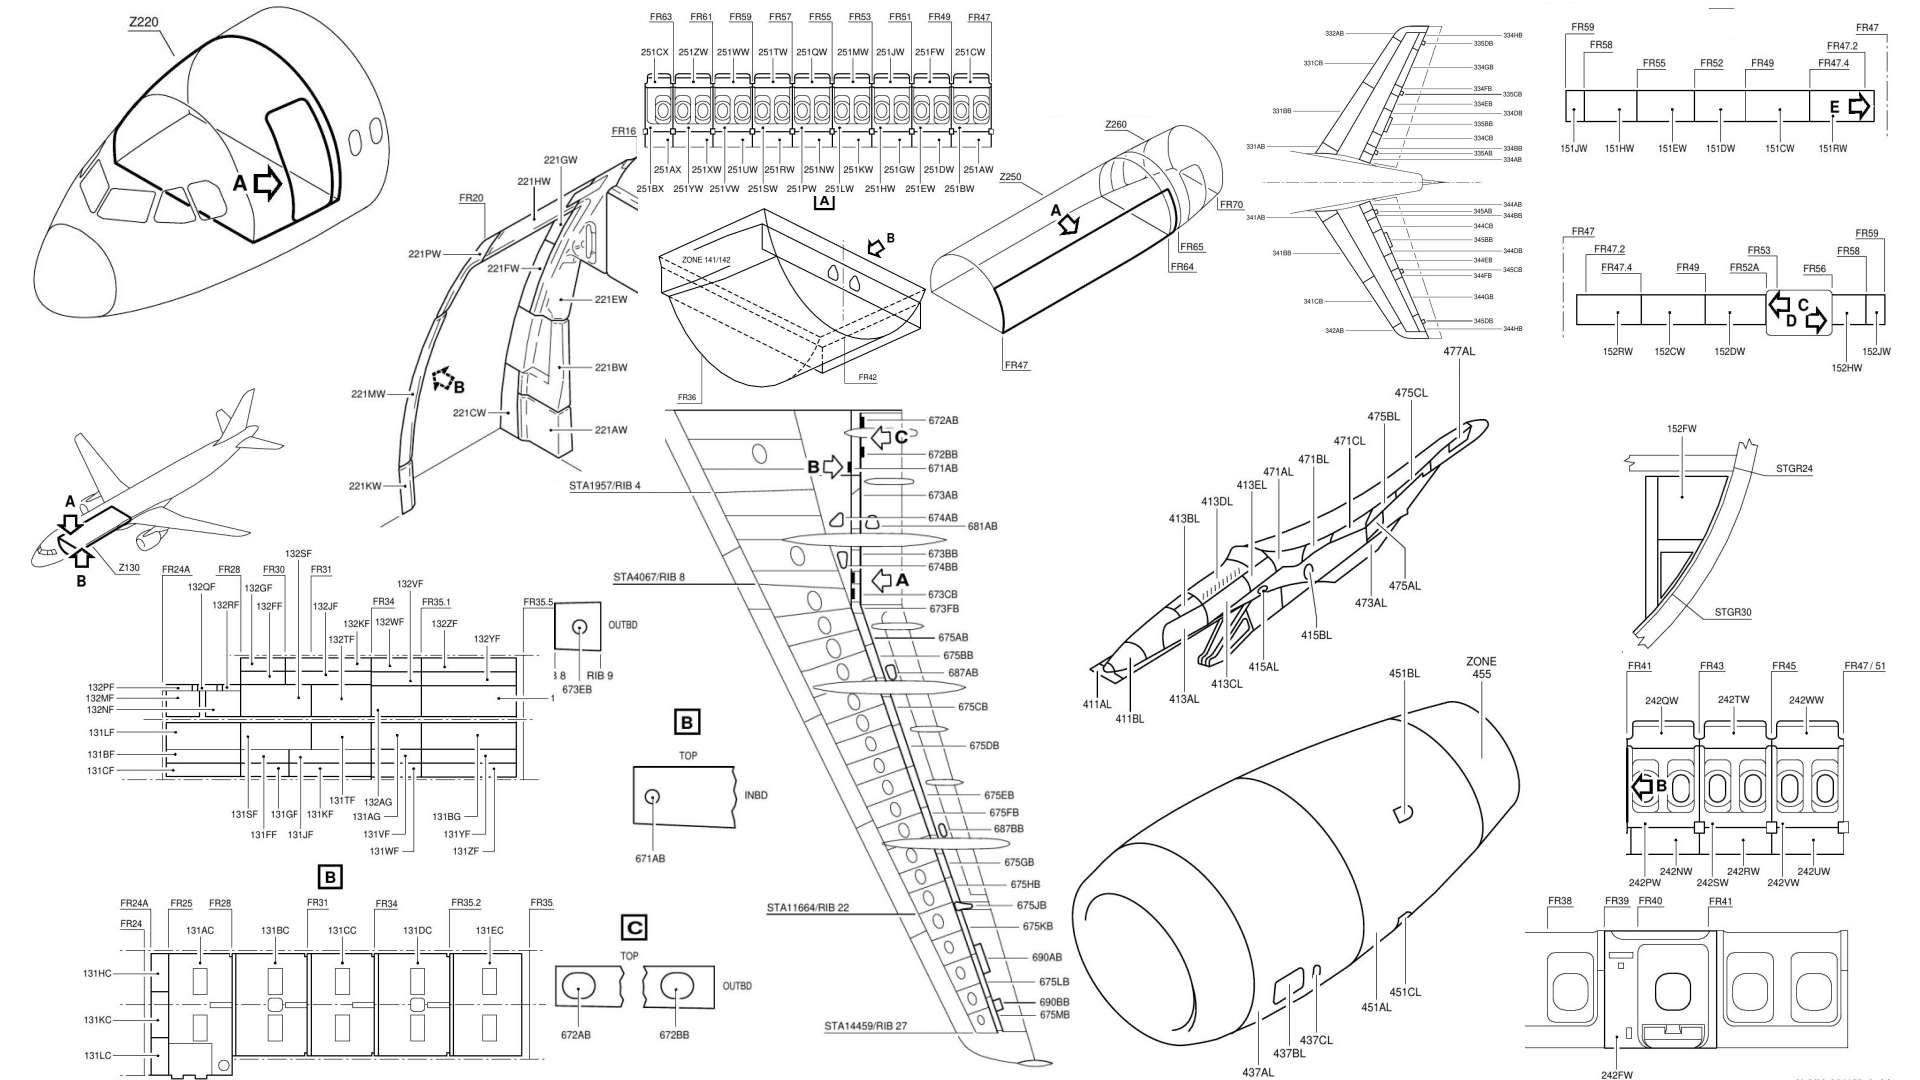 Z220
A
FR63 FR61 FR59 FR57 FR55 FR53 FR51 FR49 FR47
251CX 251ZW 251WW 251TW 251QW 251MW 251JW 251FW 251CW
FR16
251AX 251XW 251UW 251RW 251NW 251KW 251GW 251DW 251AW
251BX 251YW 251VW 251SW 251PW 251LW 251HW 251EW 251BW
A
221GW
221HW
FR20
221PW
221FW
221EW
221BW
221MW
B
221CW
221AW
221KW
ZONE 141/142
B
FR42
FR36
Z260
Z250
A
FR70
FR65
FR64
FR47
332AB
331CB
331BB
331AB
334HB
335DB
334GB
334FB
335CB
334EB
334DB
335BB
334CB
334BB
335AB
334AB
341AB
341BB
341CB
342AB
344AB
345AB
344BB
344CB
345BB
344DB
344EB
345CB
344FB
344GB
345DB
344HB
FR59
FR58
FR55 FR52 FR49 FR47.4
FR47.2
FR47
E
151JW 151HW 151EW 151DW 151CW 151RW
FR47
FR47.2
FR47.4 FR49 FR52A
FR53
FR56
FR58
FR59
C
D
152RW 152CW 152DW 152HW 152JW
A
B
Z130
132SF
FR24A FR28 FR30 FR31
132QF 132GF 132VF
132RF 132FF 132JF FR34 FR35.1 FR35.5
132KF 132WF 132ZF
132TF 132YF
132PF
132MF
132NF
1
131LF
131BF
131CF
131TF 132AG
131SF 131GF 131KF 131AG 131BG
131FF 131JF 131VF 131YF
131WF 131ZF
B
FR24A FR25 FR28 FR31 FR34 FR35.2 FR35.
FR24
131AC 131BC 131CC 131DC 131EC
131HC
131KC
131LC
OUTBD
RIB 9
673EB
B
TOP
INBD
671AB
C
TOP
OUTBD
672AB 672BB
STA1957/RIB 4
STA4067/RIB 8
STA11664/RIB 22
STA14459/RIB 27
B
C
A
672AB
672BB
671AB
673AB
674AB
681AB
673BB
674BB
673CB
673FB
675AB
675BB
687AB
675CB
675DB
675EB
675FB
687BB
675GB
675HB
675JB
675KB
690AB
675LB
690BB
675MB
477AL
475CL
475BL
471CL
471BL
471AL
413EL
413DL
413BL
475AL
473AL
415BL
415AL
413CL
413AL
411AL
411BL
451BL
ZONE
455
451CL
451AL
437CL
437BL
437AL
152FW
STGR24
STGR30
FR41 FR43 FR45 FR47 / 51
242QW 242TW 242WW
B
242NW 242RW 242UW
242PW 242SW 242VW
FR38 FR39 FR40 FR41
242FW